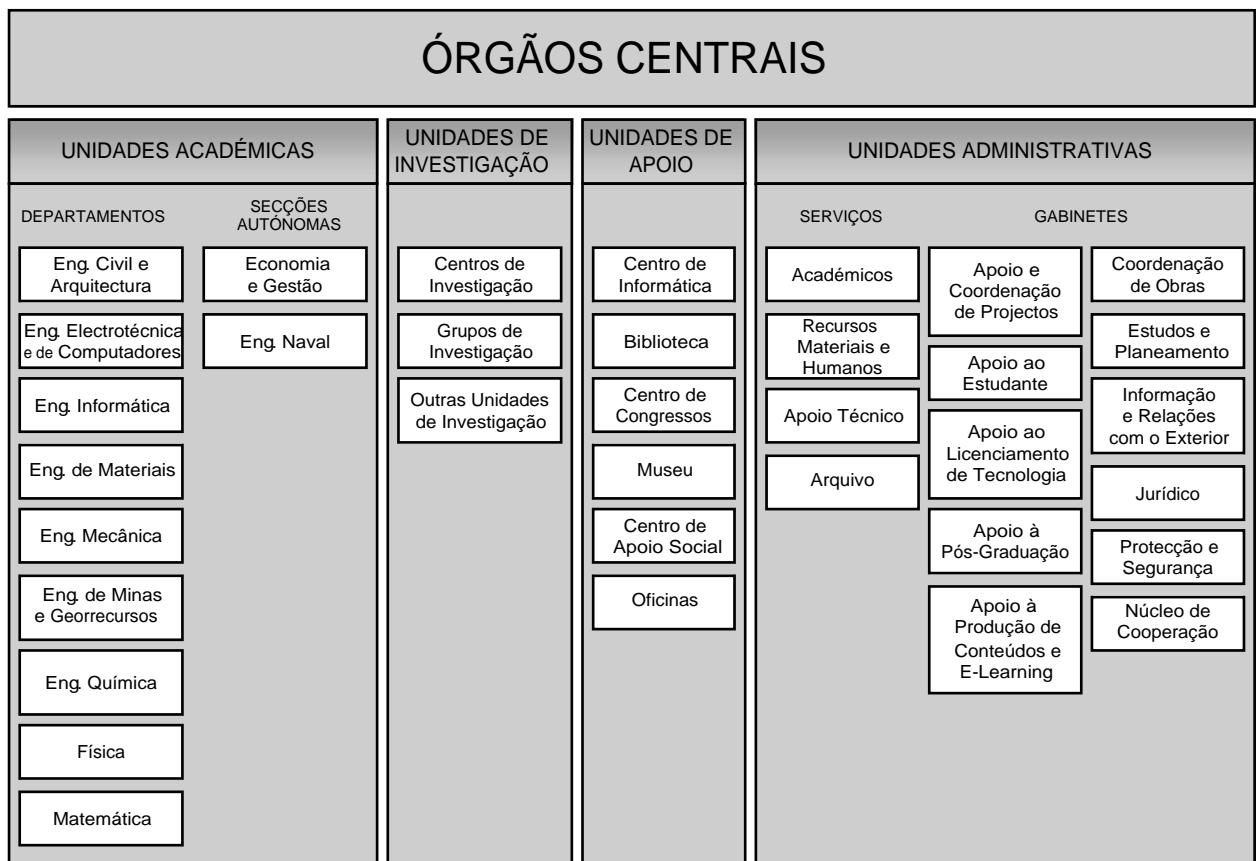 ÓRGÃOS CENTRAIS
UNIDADES ACADÉMICAS
DEPARTAMENTOS
Eng. Civil e
Arquitectura
Eng. Electrotécnica
e de Computadores
Eng. Informática
Eng. de Materiais
Eng. Mecânica
Eng. de Minas
e Georrecursos
Eng. Química
Física
Matemática
SECÇÕES
AUTÓNOMAS
Economia
e Gestão
Eng. Naval
UNIDADES DE
INVESTIGAÇÃO
Centros de
Investigação
Grupos de
Investigação
Outras Unidades
de Investigação
UNIDADES DE
APOIO
Centro de
Informática
Biblioteca
Centro de
Congressos
Museu
Centro de
Apoio Social
Oficinas
UNIDADES ADMINISTRATIVAS
SERVIÇOS
Académicos
Recursos
Materiais e
Humanos
Apoio Técnico
Arquivo
GABINETES
Apoio e
Coordenação
de Projectos
Apoio ao
Estudante
Apoio ao
Licenciamento
de Tecnologia
Apoio à
Pós-Graduação
Apoio à
Produção de
Conteúdos e
E-Learning
Coordenação
de Obras
Estudos e
Planeamento
Informação
e Relações
com o Exterior
Jurídico
Protecção e
Segurança
Núcleo de
Cooperação